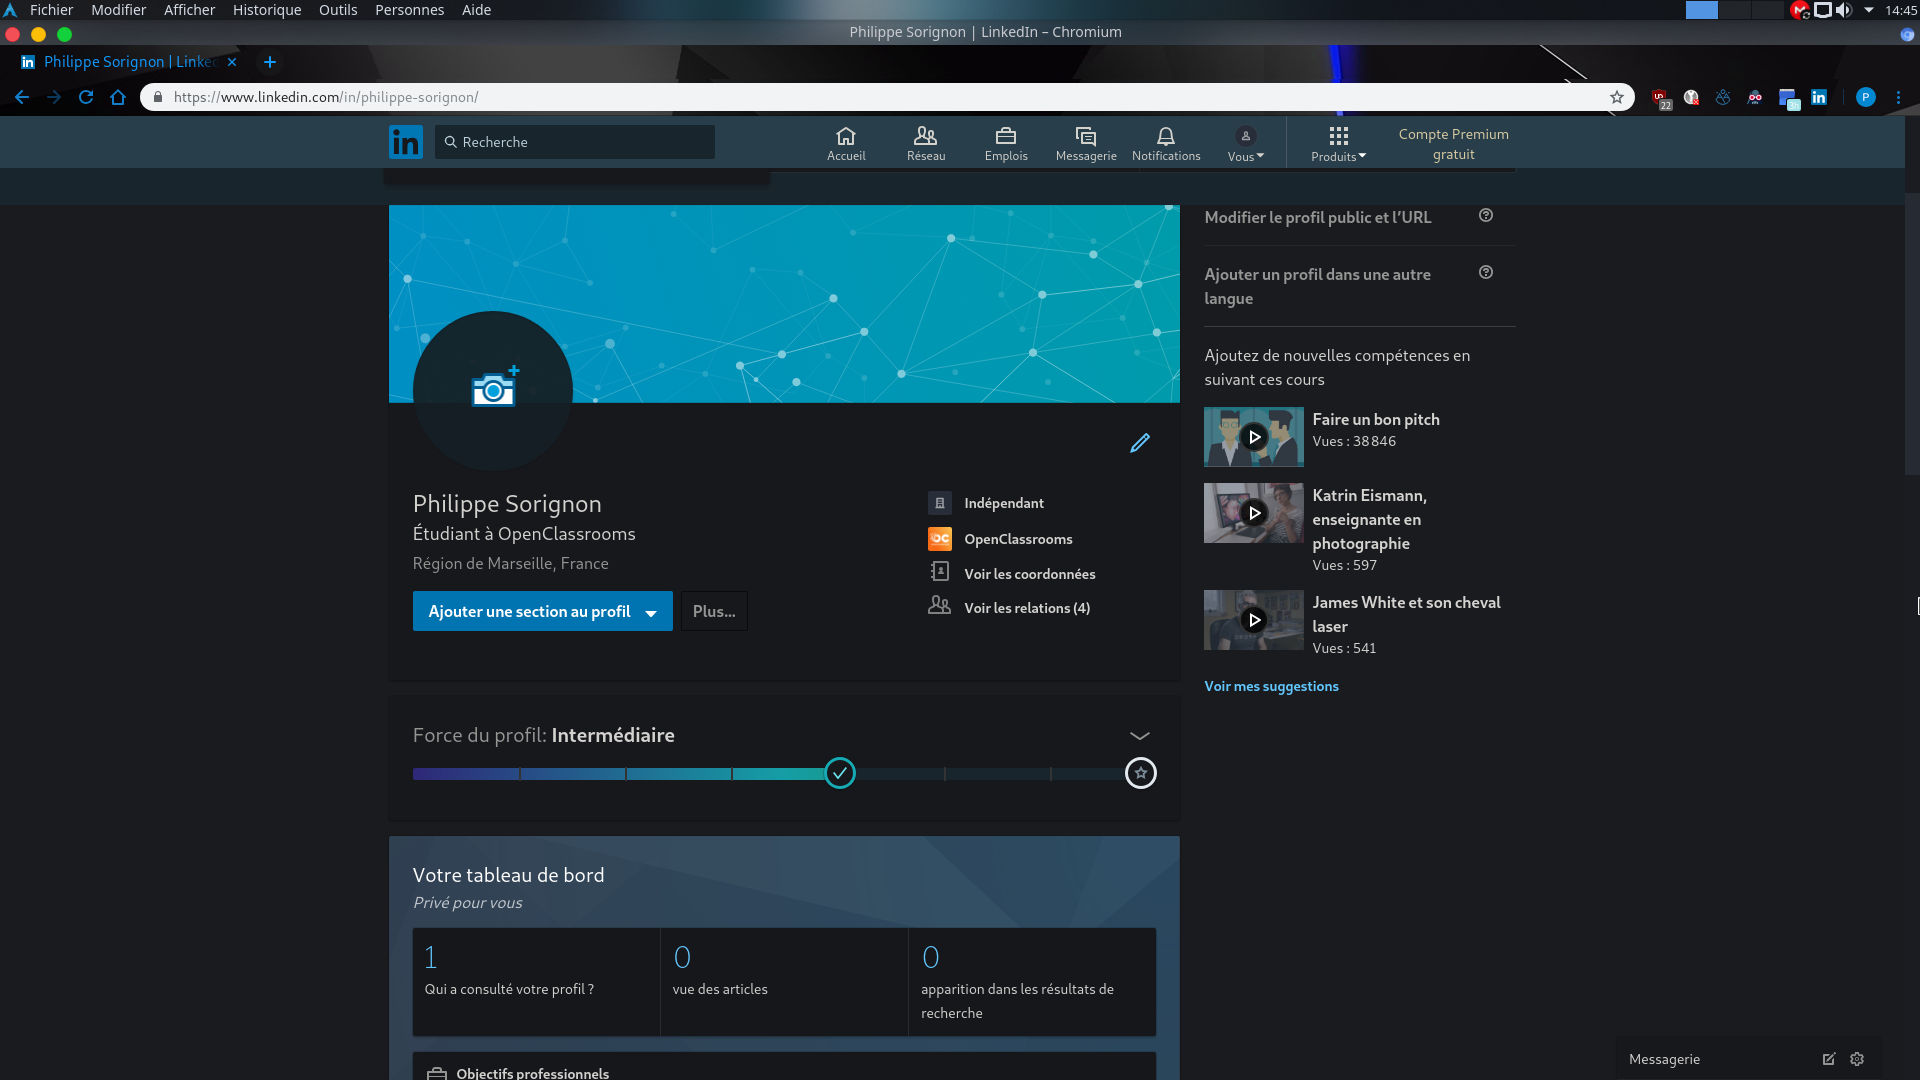 Fichier Modifier Afficher Historique Outils Personnes Aide
14:45
Philippe Sorignon | LinkedIn – Chromium
Philippe Sorignon | Linke
https://www.linkedin.com/in/philippe-sorignon/
22
P
in
Recherche
Accueil
Réseau
Emplois
Messagerie
Notifications
Vous
Produits
Compte Premium
gratuit
Philippe Sorignon
Étudiant à OpenClassrooms
Région de Marseille, France
Ajouter une section au profil
Plus...
Indépendant
OC
OpenClassrooms
Voir les coordonnées
Voir les relations (4)
Force du profil: Intermédiaire
Votre tableau de bord
Privé pour vous
1
Qui a consulté votre profil ?
0
vue des articles
0
apparition dans les résultats de
recherche
Objectifs professionnels
Modifier le profil public et l'URL
Ajouter un profil dans une autre
langue
Ajoutez de nouvelles compétences en
suivant ces cours
Faire un bon pitch
Vues : 38 846
Katrin Eismann,
enseignante en
photographie
Vues : 597
James White et son cheval
laser
Vues : 541
Voir mes suggestions
Messagerie